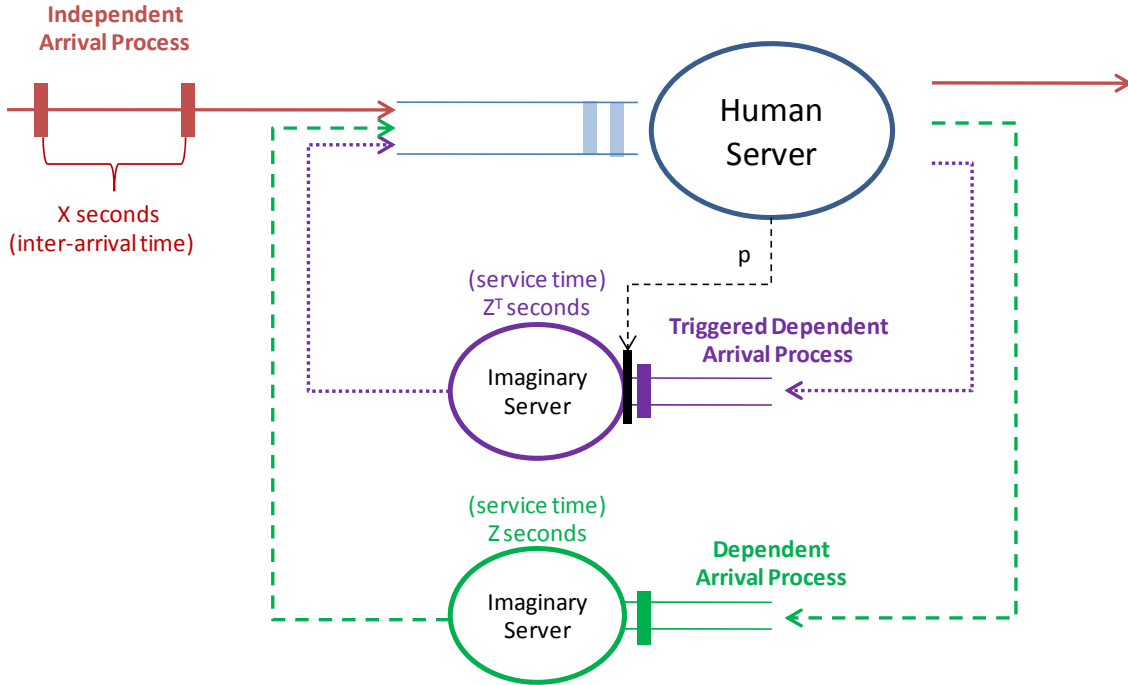 Independent
Arrival Process
X seconds
(inter-arrival time)
Human
Server
p
(service time)
Zᵀ seconds
Triggered Dependent
Arrival Process
Imaginary
Server
(service time)
Z seconds
Dependent
Arrival Process
Imaginary
Server